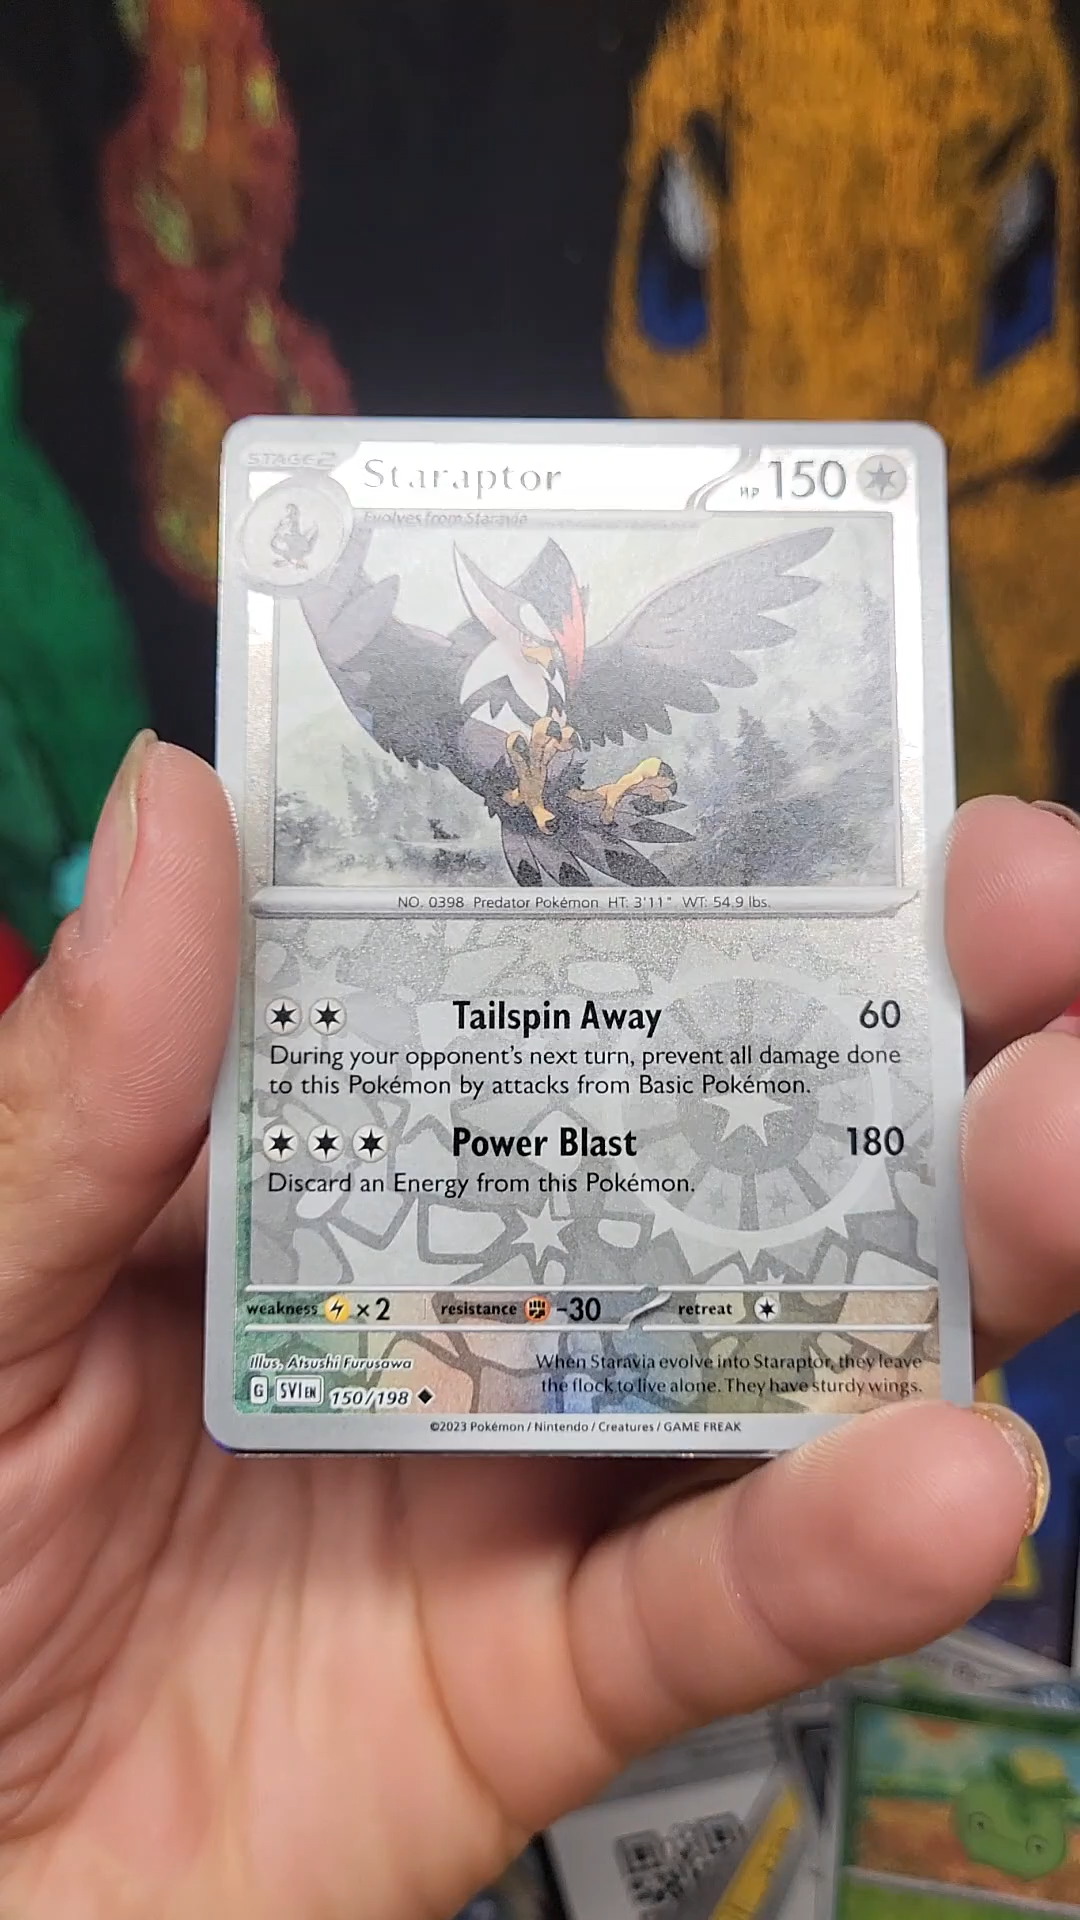 STAGE 2 Staraptor HP 150
Evolves from Staravia
NO. 0398 Predator Pokémon HT: 3'11" WT: 54.9 lbs.
Tailspin Away 60
During your opponent's next turn, prevent all damage done
to this Pokémon by attacks from Basic Pokémon.
Power Blast 180
Discard an Energy from this Pokémon.
weakness ×2 resistance -30 retreat
Illus. Atsushi Furusawa
When Staravia evolve into Staraptor, they leave
the flock to live alone. They have sturdy wings.
G SVI EN 150/198
©2023 Pokémon / Nintendo / Creatures / GAME FREAK